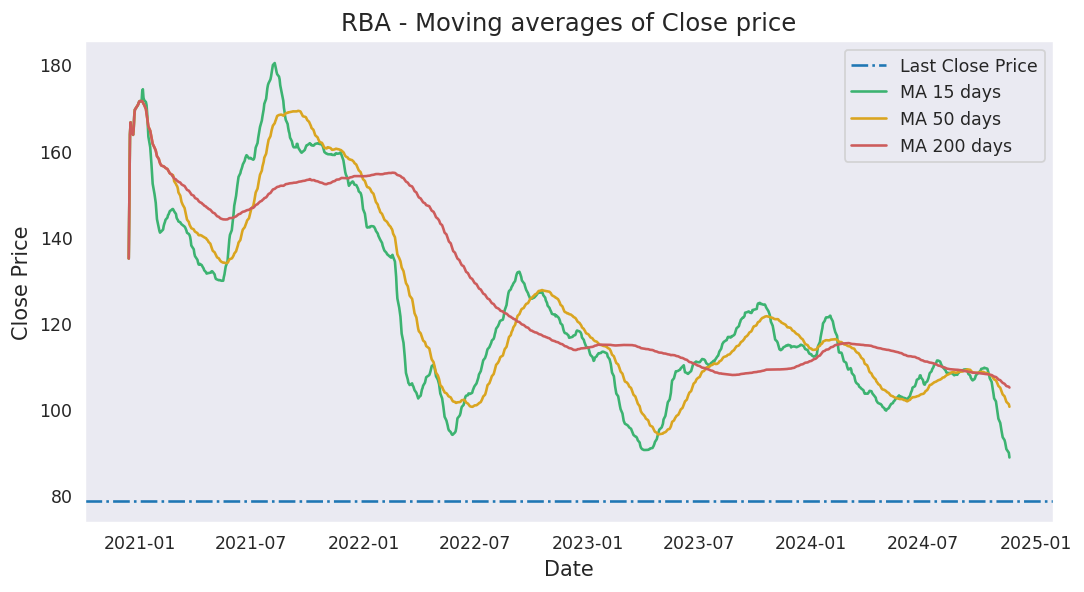 RBA - Moving averages of Close price
Last Close Price
MA 15 days
MA 50 days
MA 200 days
Close Price
180
160
140
120
100
80
2021-01 2021-07 2022-01 2022-07 2023-01 2023-07 2024-01 2024-07 2025-01
Date